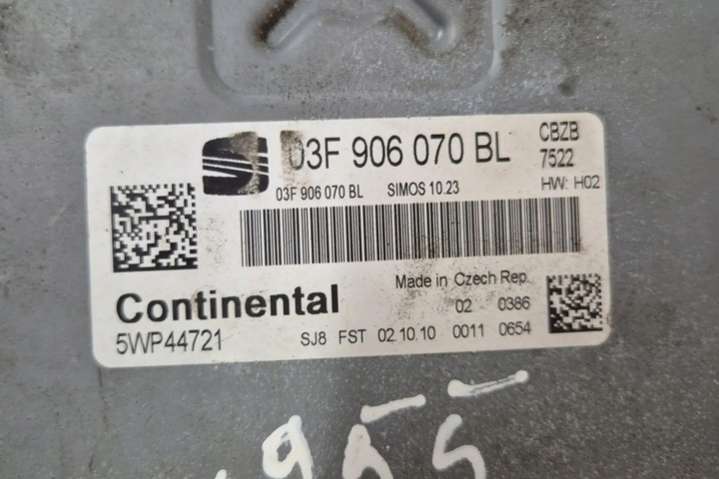 03F 906 070 BL
CBZB
7522
03F 906 070 BL SIMOS 10.23
HW: H02
Made in Czech Rep.
Continental
02 0386
5WP44721
SJ8 FST 02.10.10 0011 0654